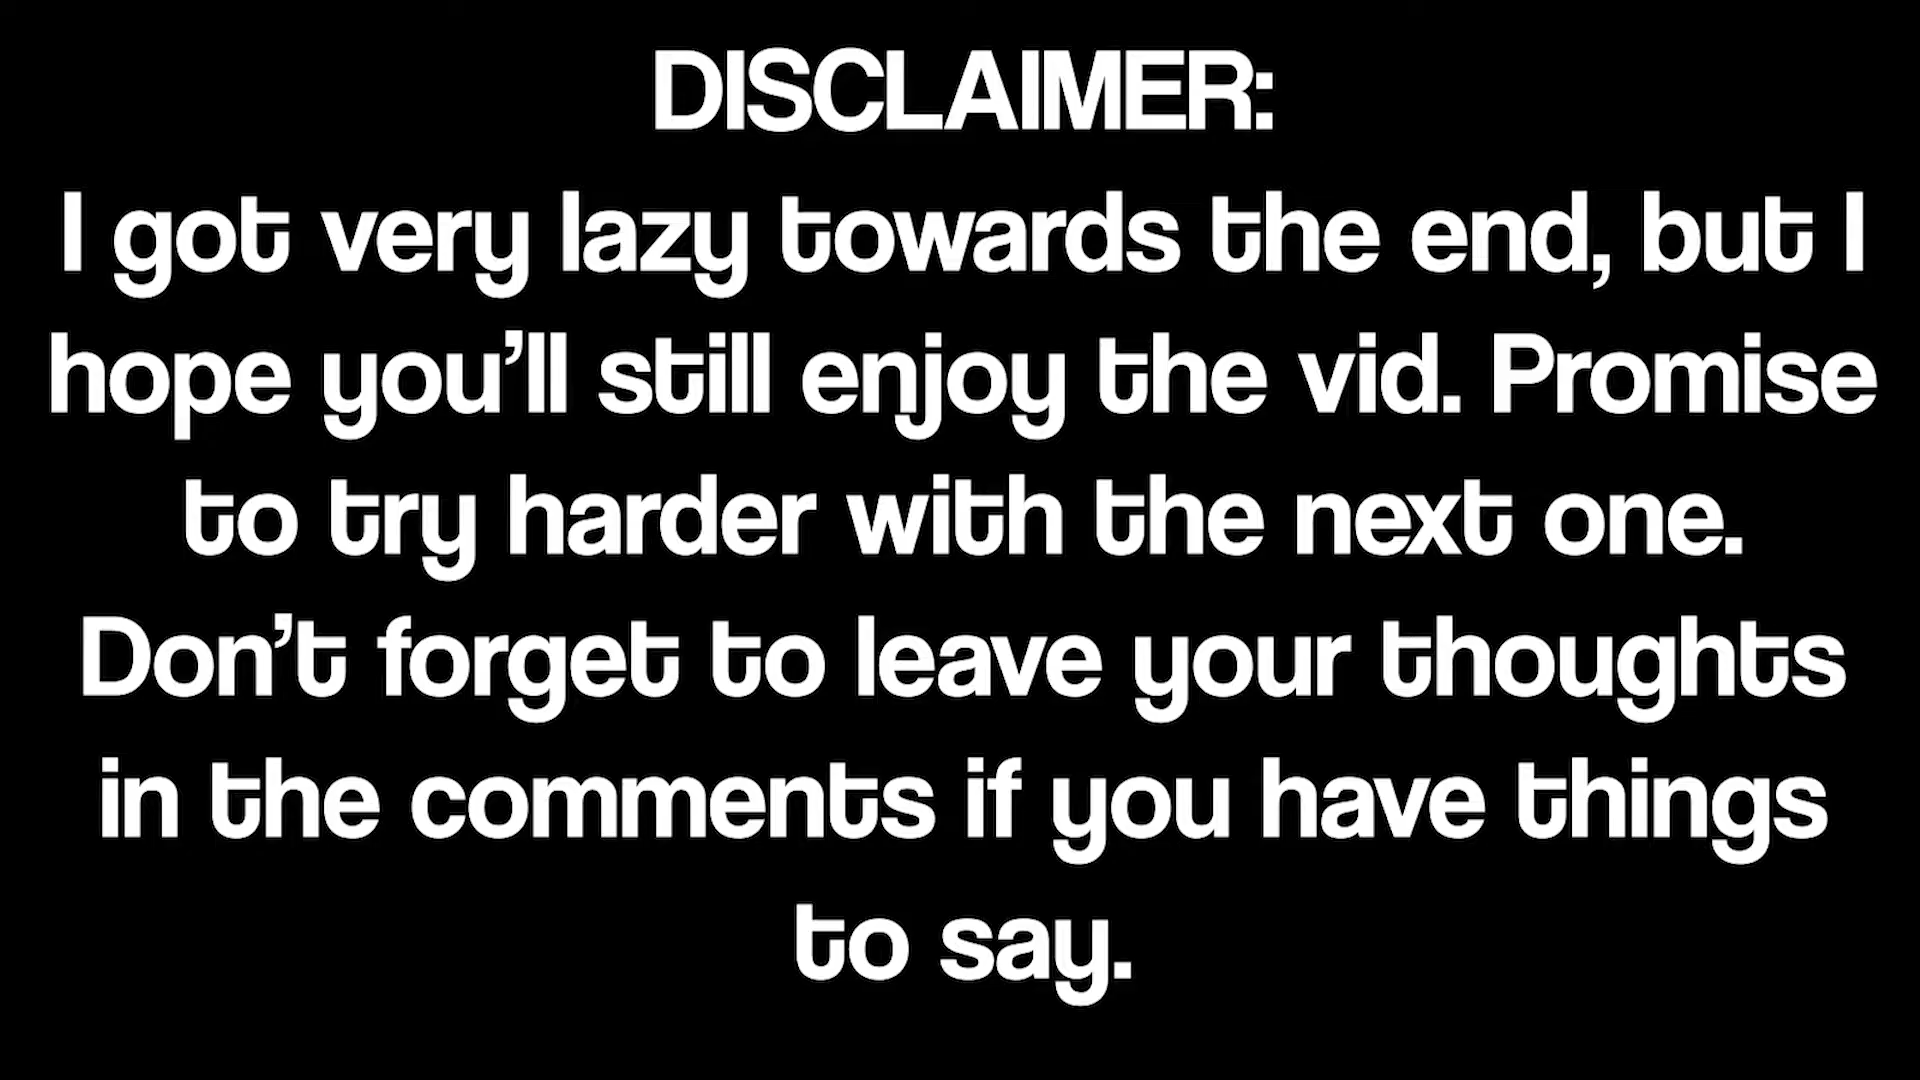 DISCLAIMER:
I got very lazy towards the end, but I
hope you’ll still enjoy the vid. Promise
to try harder with the next one.
Don’t forget to leave your thoughts
in the comments if you have things
to say.